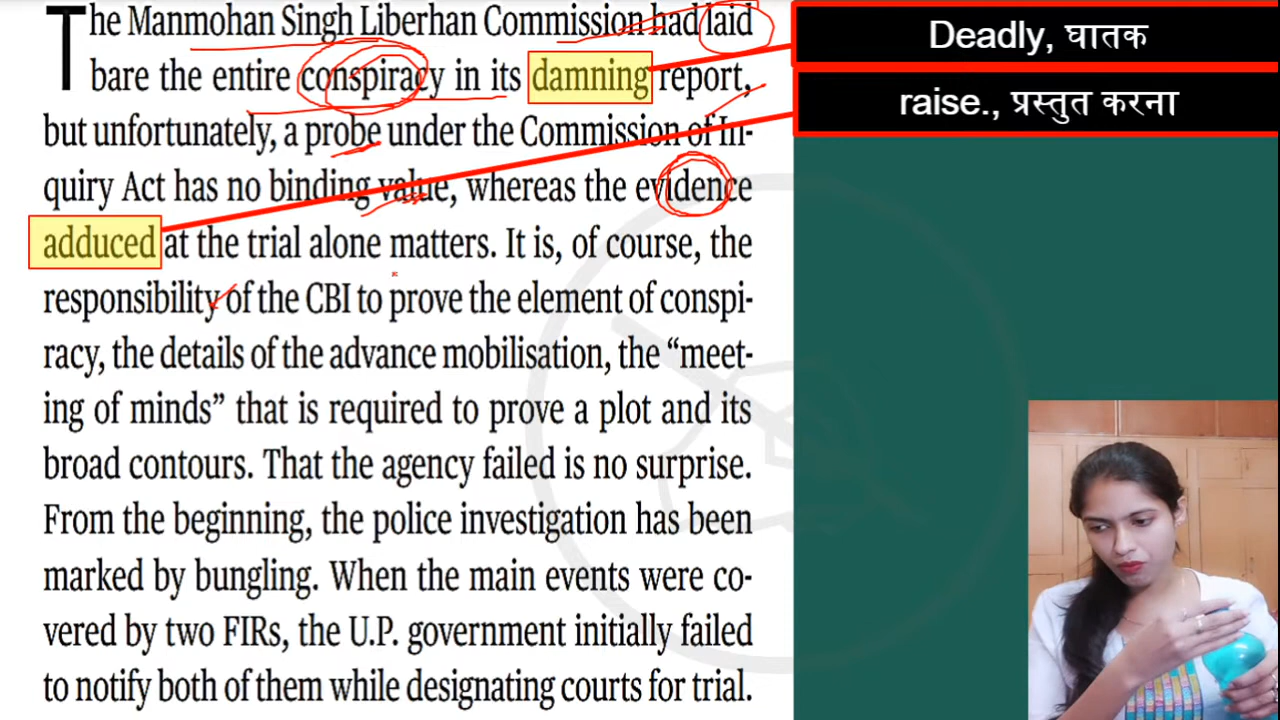 The Manmohan Singh Liberhan Commission had laid
bare the entire conspiracy in its damning report,
but unfortunately, a probe under the Commission of In-
quiry Act has no binding value, whereas the evidence
adduced at the trial alone matters. It is, of course, the
responsibility of the CBI to prove the element of conspi-
racy, the details of the advance mobilisation, the “meet-
ing of minds” that is required to prove a plot and its
broad contours. That the agency failed is no surprise.
From the beginning, the police investigation has been
marked by bungling. When the main events were co-
vered by two FIRs, the U.P. government initially failed
to notify both of them while designating courts for trial.
Deadly, घातक
raise., प्रस्तुत करना